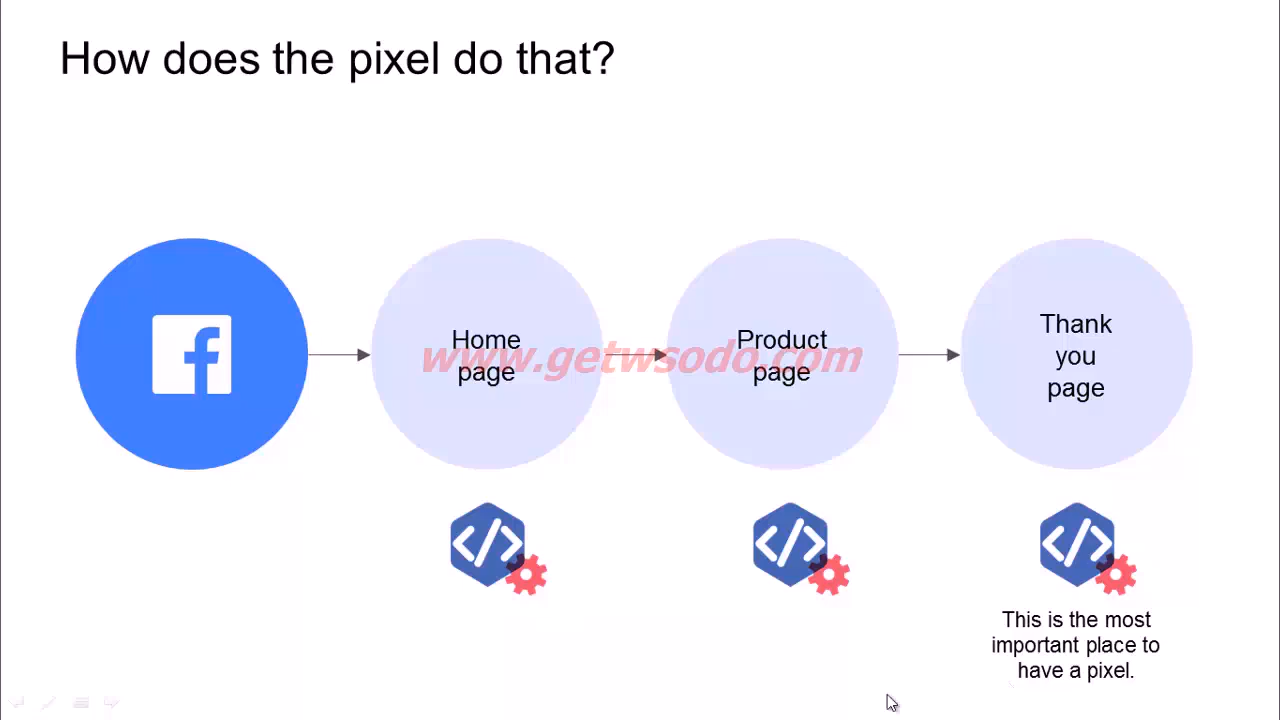 How does the pixel do that?
Home
page
Product
page
Thank
you
page
www.getwsodo.com
This is the most
important place to
have a pixel.